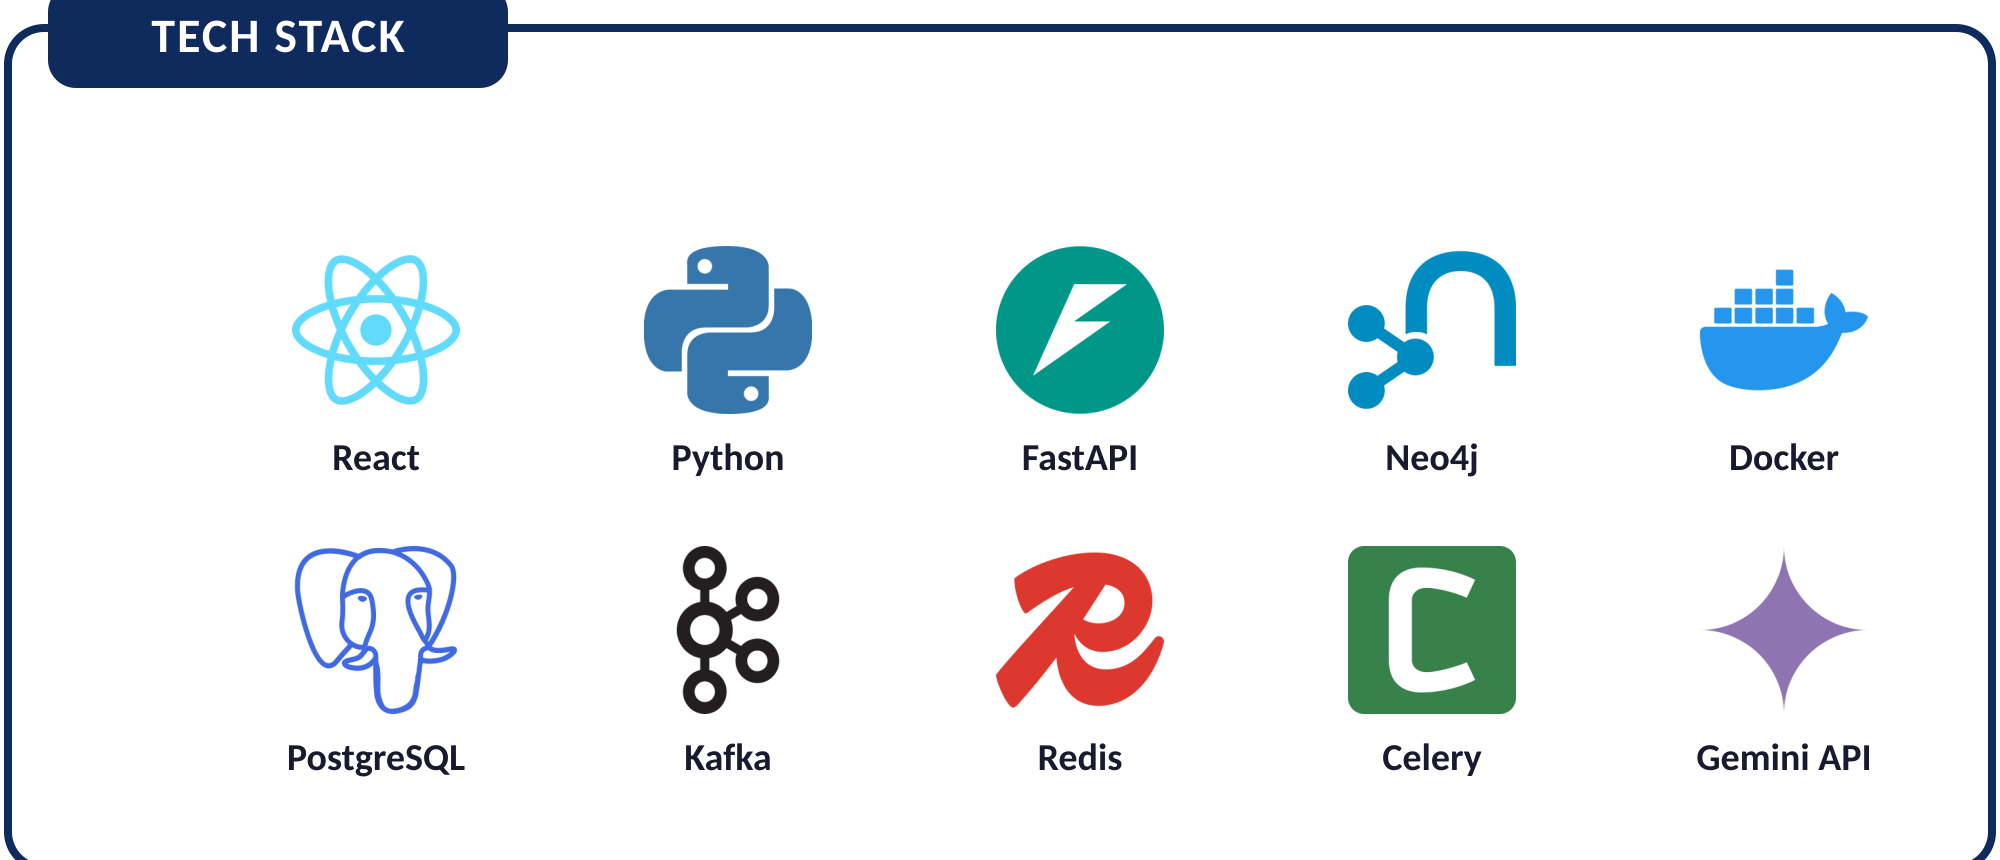 TECH STACK
React
Python
FastAPI
Neo4j
Docker
PostgreSQL
Kafka
Redis
Celery
Gemini API